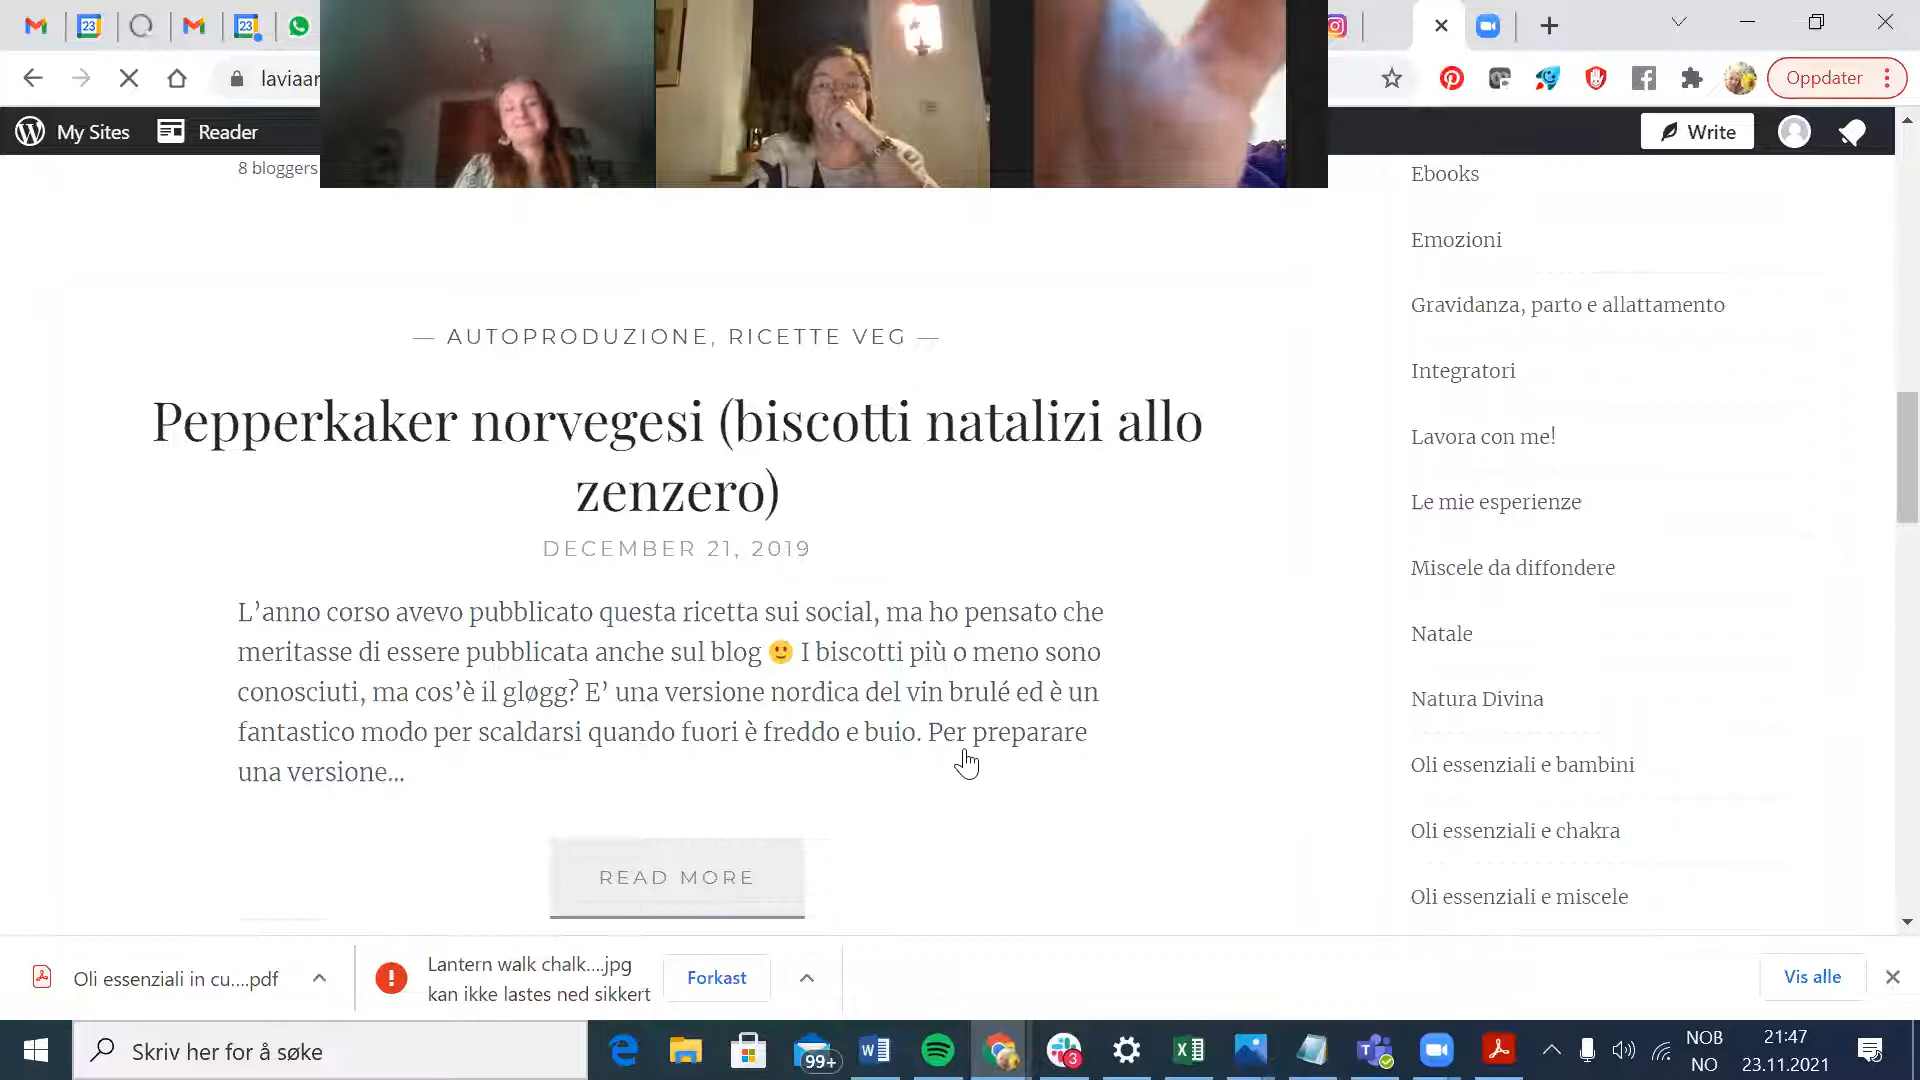 23
23
laviaar
Oppdater
My Sites
Reader
Write
8 bloggers
Ebooks
Emozioni
Gravidanza, parto e allattamento
Integratori
Lavora con me!
Le mie esperienze
Miscele da diffondere
Natale
Natura Divina
Oli essenziali e bambini
Oli essenziali e chakra
Oli essenziali e miscele
— AUTOPRODUZIONE, RICETTE VEG —
Pepperkaker norvegesi (biscotti natalizi allo
zenzero)
DECEMBER 21, 2019
L’anno corso avevo pubblicato questa ricetta sui social, ma ho pensato che
meritasse di essere pubblicata anche sul blog 🙂 I biscotti più o meno sono
conosciuti, ma cos’è il gløgg? E’ una versione nordica del vin brulé ed è un
fantastico modo per scaldarsi quando fuori è freddo e buio. Per preparare
una versione…
READ MORE
Oli essenziali in cu....pdf
Lantern walk chalk....jpg
kan ikke lastes ned sikkert
Forkast
Vis alle
Skriv her for å søke
99+
3
NOB
NO
21:47
23.11.2021